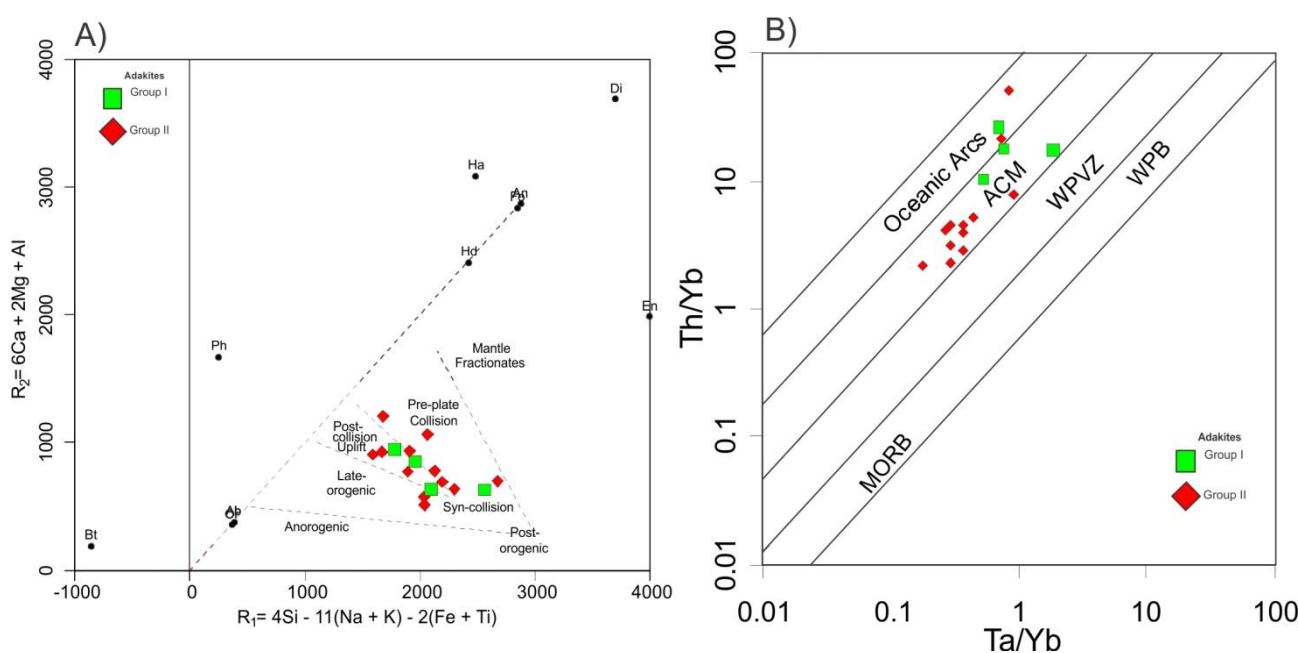 A)
Adakites
Group I
Group II
4000
3000
2000
1000
0
R2= 6Ca + 2Mg + Al
Di
Ha
An
Hd
En
Ph
Mantle
Fractionates
Pre-plate
Collision
Post-
collision
Uplift
Late-
orogenic
Syn-collision
Anorogenic
Post-
orogenic
Ab
Bt
-1000
0
1000
2000
3000
4000
R1= 4Si - 11(Na + K) - 2(Fe + Ti)
B)
100
10
1
0.1
0.01
Th/Yb
Oceanic Arcs
ACM
WPVZ
WPB
MORB
Adakites
Group I
Group II
0.01
0.1
1
10
100
Ta/Yb